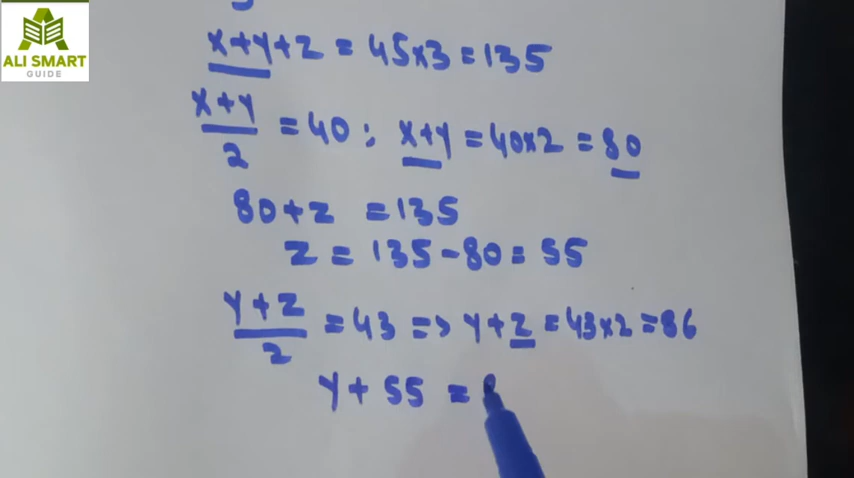 ALI SMART
GUIDE
x+y+z = 45x3 = 135
x+y/2 = 40 : x+y = 40x2 = 80
80+z = 135
z = 135-80 = 55
y+z/2 = 43 => y+z = 43x2 = 86
y+55 =